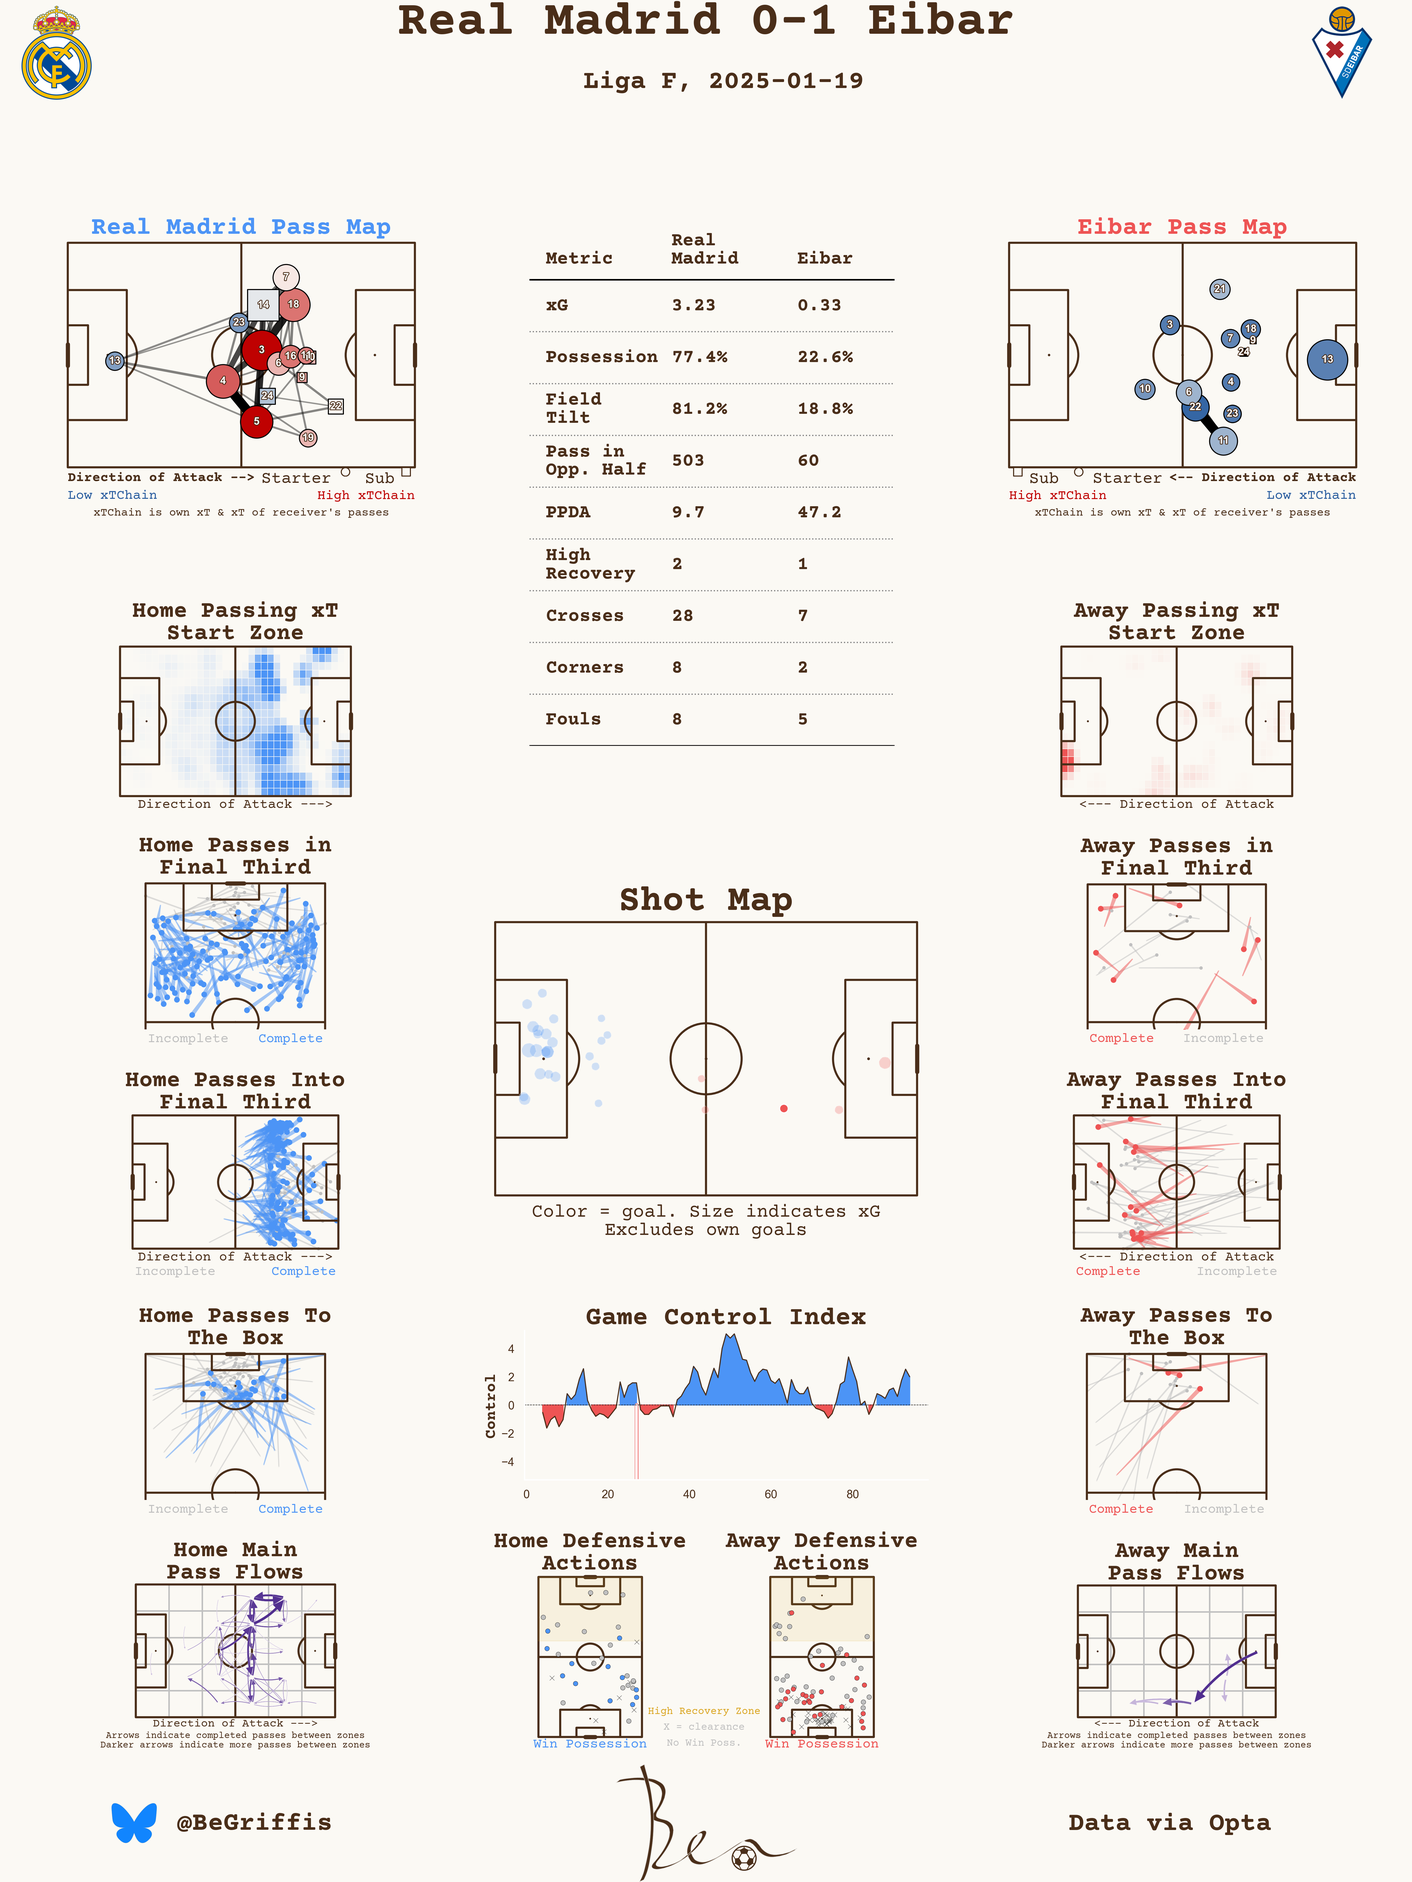 Real Madrid 0-1 Eibar
Liga F, 2025-01-19
SDEIBAR
Real Madrid Pass Map
7
14
18
23
3
16
6
13
4
9
24
22
5
19
Direction of Attack --> Starter Sub
Low xTChain High xTChain
xTChain is own xT & xT of receiver's passes
Metric Real Madrid Eibar
xG 3.23 0.33
Possession 77.4% 22.6%
Field Tilt 81.2% 18.8%
Pass in Opp. Half 503 60
PPDA 9.7 47.2
High Recovery 2 1
Crosses 28 7
Corners 8 2
Fouls 8 5
Eibar Pass Map
21
3
18
7
9
24
13
4
10
6
22
23
11
Sub Starter <-- Direction of Attack
High xTChain Low xTChain
xTChain is own xT & xT of receiver's passes
Home Passing xT
Start Zone
Direction of Attack --->
Away Passing xT
Start Zone
<--- Direction of Attack
Home Passes in
Final Third
Incomplete Complete
Away Passes in
Final Third
Complete Incomplete
Shot Map
Color = goal. Size indicates xG
Excludes own goals
Home Passes Into
Final Third
Direction of Attack --->
Incomplete Complete
Away Passes Into
Final Third
<--- Direction of Attack
Complete Incomplete
Home Passes To
The Box
Incomplete Complete
Game Control Index
Control
4
2
0
−2
−4
0 20 40 60 80
Away Passes To
The Box
Complete Incomplete
Home Main
Pass Flows
Direction of Attack --->
Arrows indicate completed passes between zones
Darker arrows indicate more passes between zones
Home Defensive
Actions
Win Possession
High Recovery Zone
X = clearance
No Win Poss.
Away Defensive
Actions
Win Possession
Away Main
Pass Flows
<--- Direction of Attack
Arrows indicate completed passes between zones
Darker arrows indicate more passes between zones
@BeGriffis
Ben
Data via Opta